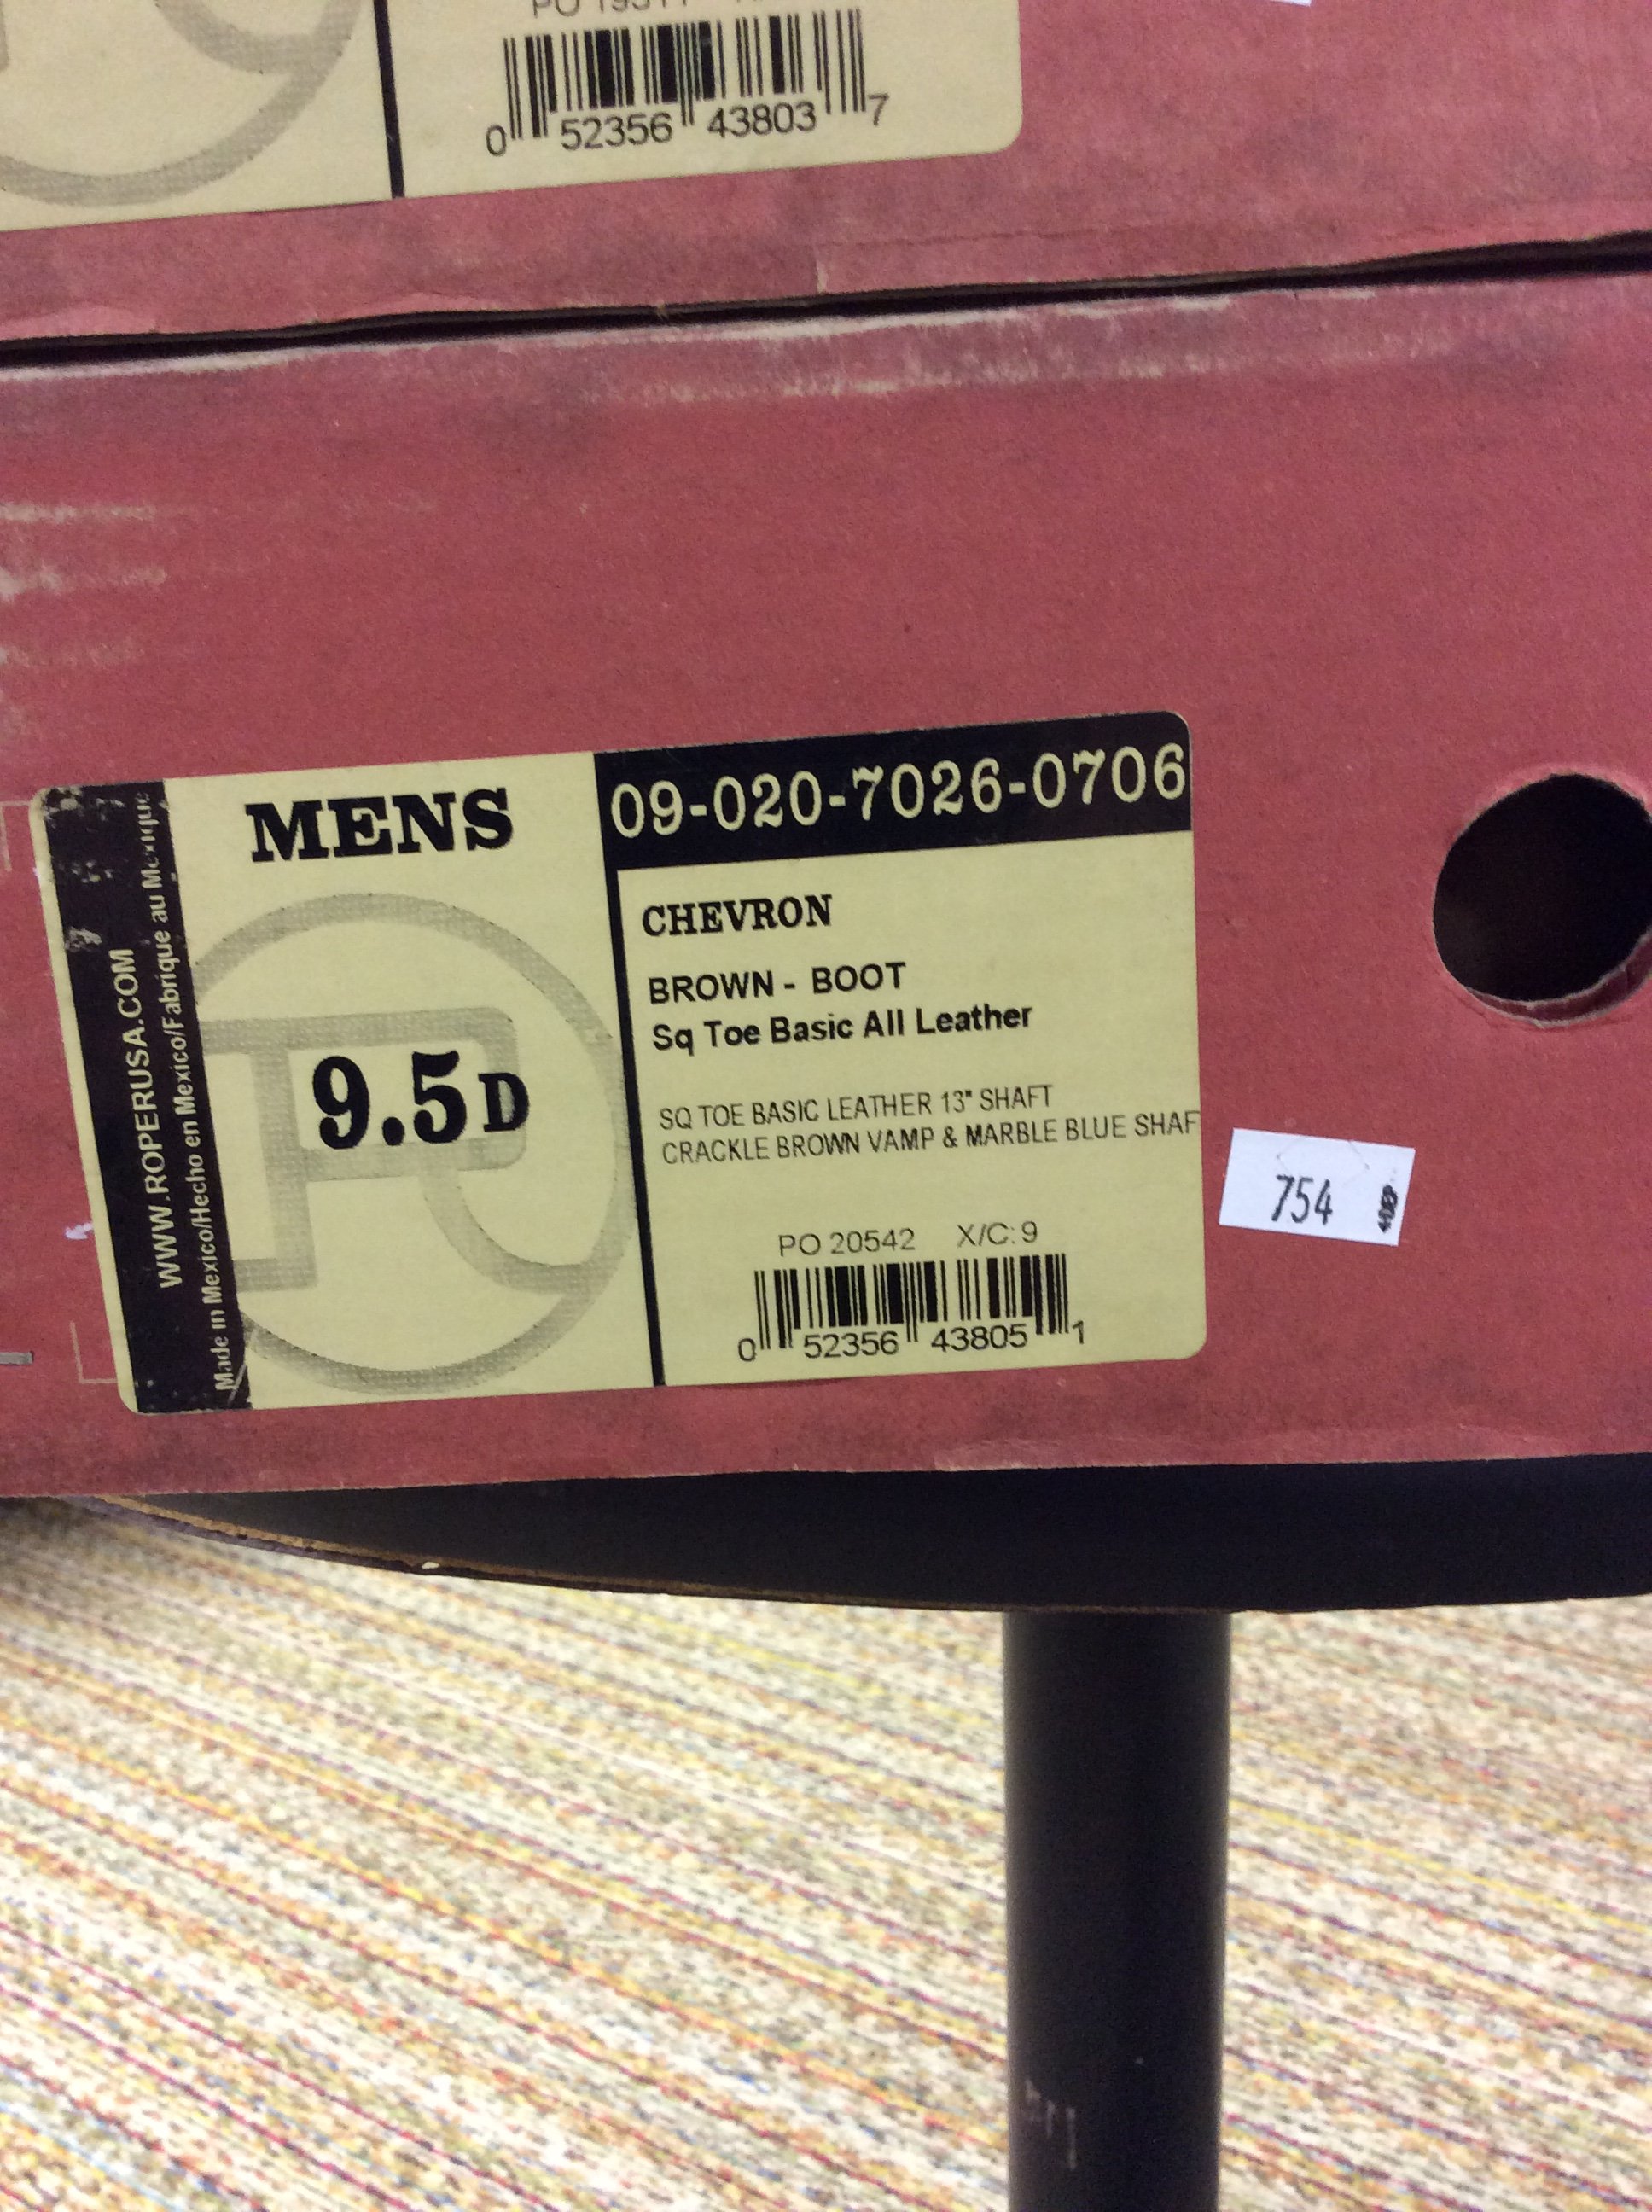 0 52356 43803 7
MENS
09-020-7026-0706
CHEVRON
BROWN - BOOT
Sq Toe Basic All Leather
9.5 D
SQ TOE BASIC LEATHER 13" SHAFT
CRACKLE BROWN VAMP & MARBLE BLUE SHAF
PO 20542 X/C: 9
0 52356 43805 1
WWW.ROPERUSA.COM
Made in Mexico/Hecho en Mexico/Fabrique au Mexique
754